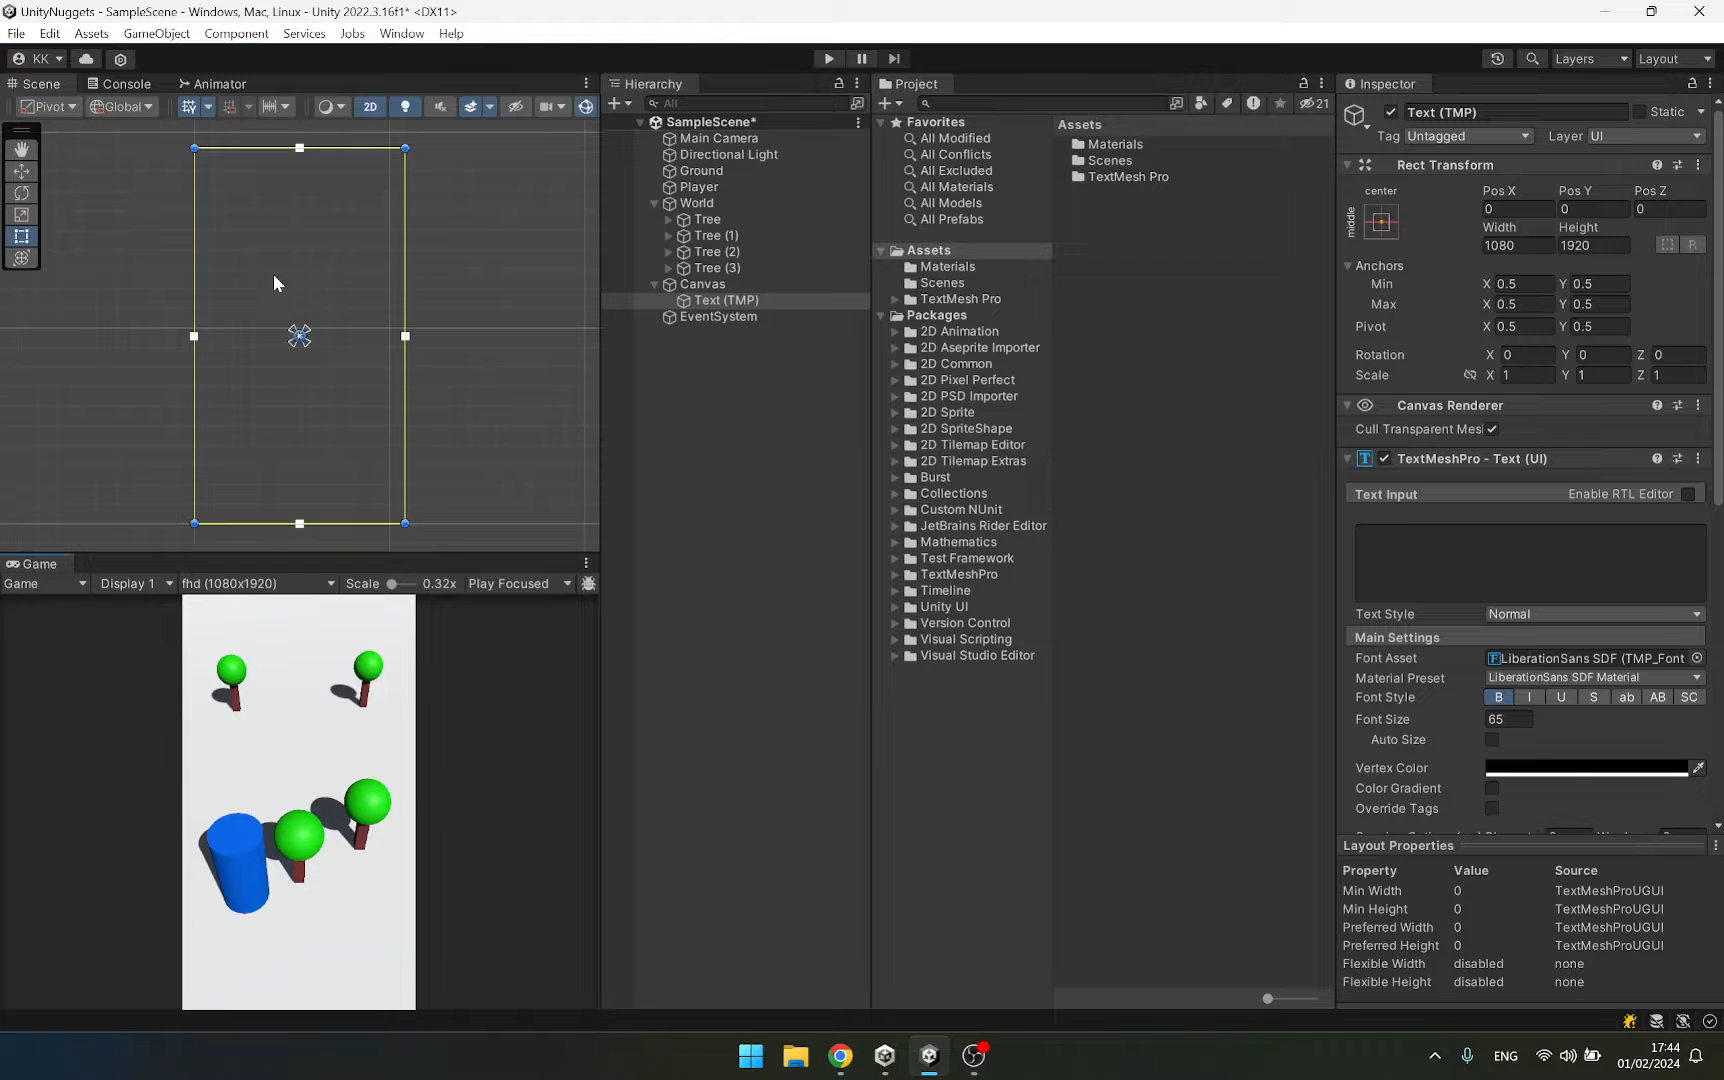 UnityNuggets - SampleScene - Windows, Mac, Linux - Unity 2022.3.16f1* <DX11>
File Edit Assets GameObject Component Services Jobs Window Help
KK Layers Layout
Scene Console Animator
Pivot Global 2D
Hierarchy
All
SampleScene*
Main Camera
Directional Light
Ground
Player
World
Tree
Tree (1)
Tree (2)
Tree (3)
Canvas
Text (TMP)
EventSystem
Project
21
Favorites
All Modified
All Conflicts
All Excluded
All Materials
All Models
All Prefabs
Assets
Materials
Scenes
TextMesh Pro
Packages
2D Animation
2D Aseprite Importer
2D Common
2D Pixel Perfect
2D PSD Importer
2D Sprite
2D SpriteShape
2D Tilemap Editor
2D Tilemap Extras
Burst
Collections
Custom NUnit
JetBrains Rider Editor
Mathematics
Test Framework
TextMeshPro
Timeline
Unity UI
Version Control
Visual Scripting
Visual Studio Editor
Assets
Materials
Scenes
TextMesh Pro
Inspector
Text (TMP) Static
Tag Untagged Layer UI
Rect Transform
center Pos X Pos Y Pos Z
middle 0 0 0
Width Height
1080 1920 R
Anchors
Min X 0.5 Y 0.5
Max X 0.5 Y 0.5
Pivot X 0.5 Y 0.5
Rotation X 0 Y 0 Z 0
Scale X 1 Y 1 Z 1
Canvas Renderer
Cull Transparent Mes
TextMeshPro - Text (UI)
Text Input Enable RTL Editor
Text Style Normal
Main Settings
Font Asset LiberationSans SDF (TMP_Font
Material Preset LiberationSans SDF Material
Font Style B I U S ab AB SC
Font Size 65
Auto Size
Vertex Color
Color Gradient
Override Tags
Layout Properties
Property Value Source
Min Width 0 TextMeshProUGUI
Min Height 0 TextMeshProUGUI
Preferred Width 0 TextMeshProUGUI
Preferred Height 0 TextMeshProUGUI
Flexible Width disabled none
Flexible Height disabled none
Game
Game Display 1 fhd (1080x1920) Scale 0.32x Play Focused
ENG 17:44
01/02/2024